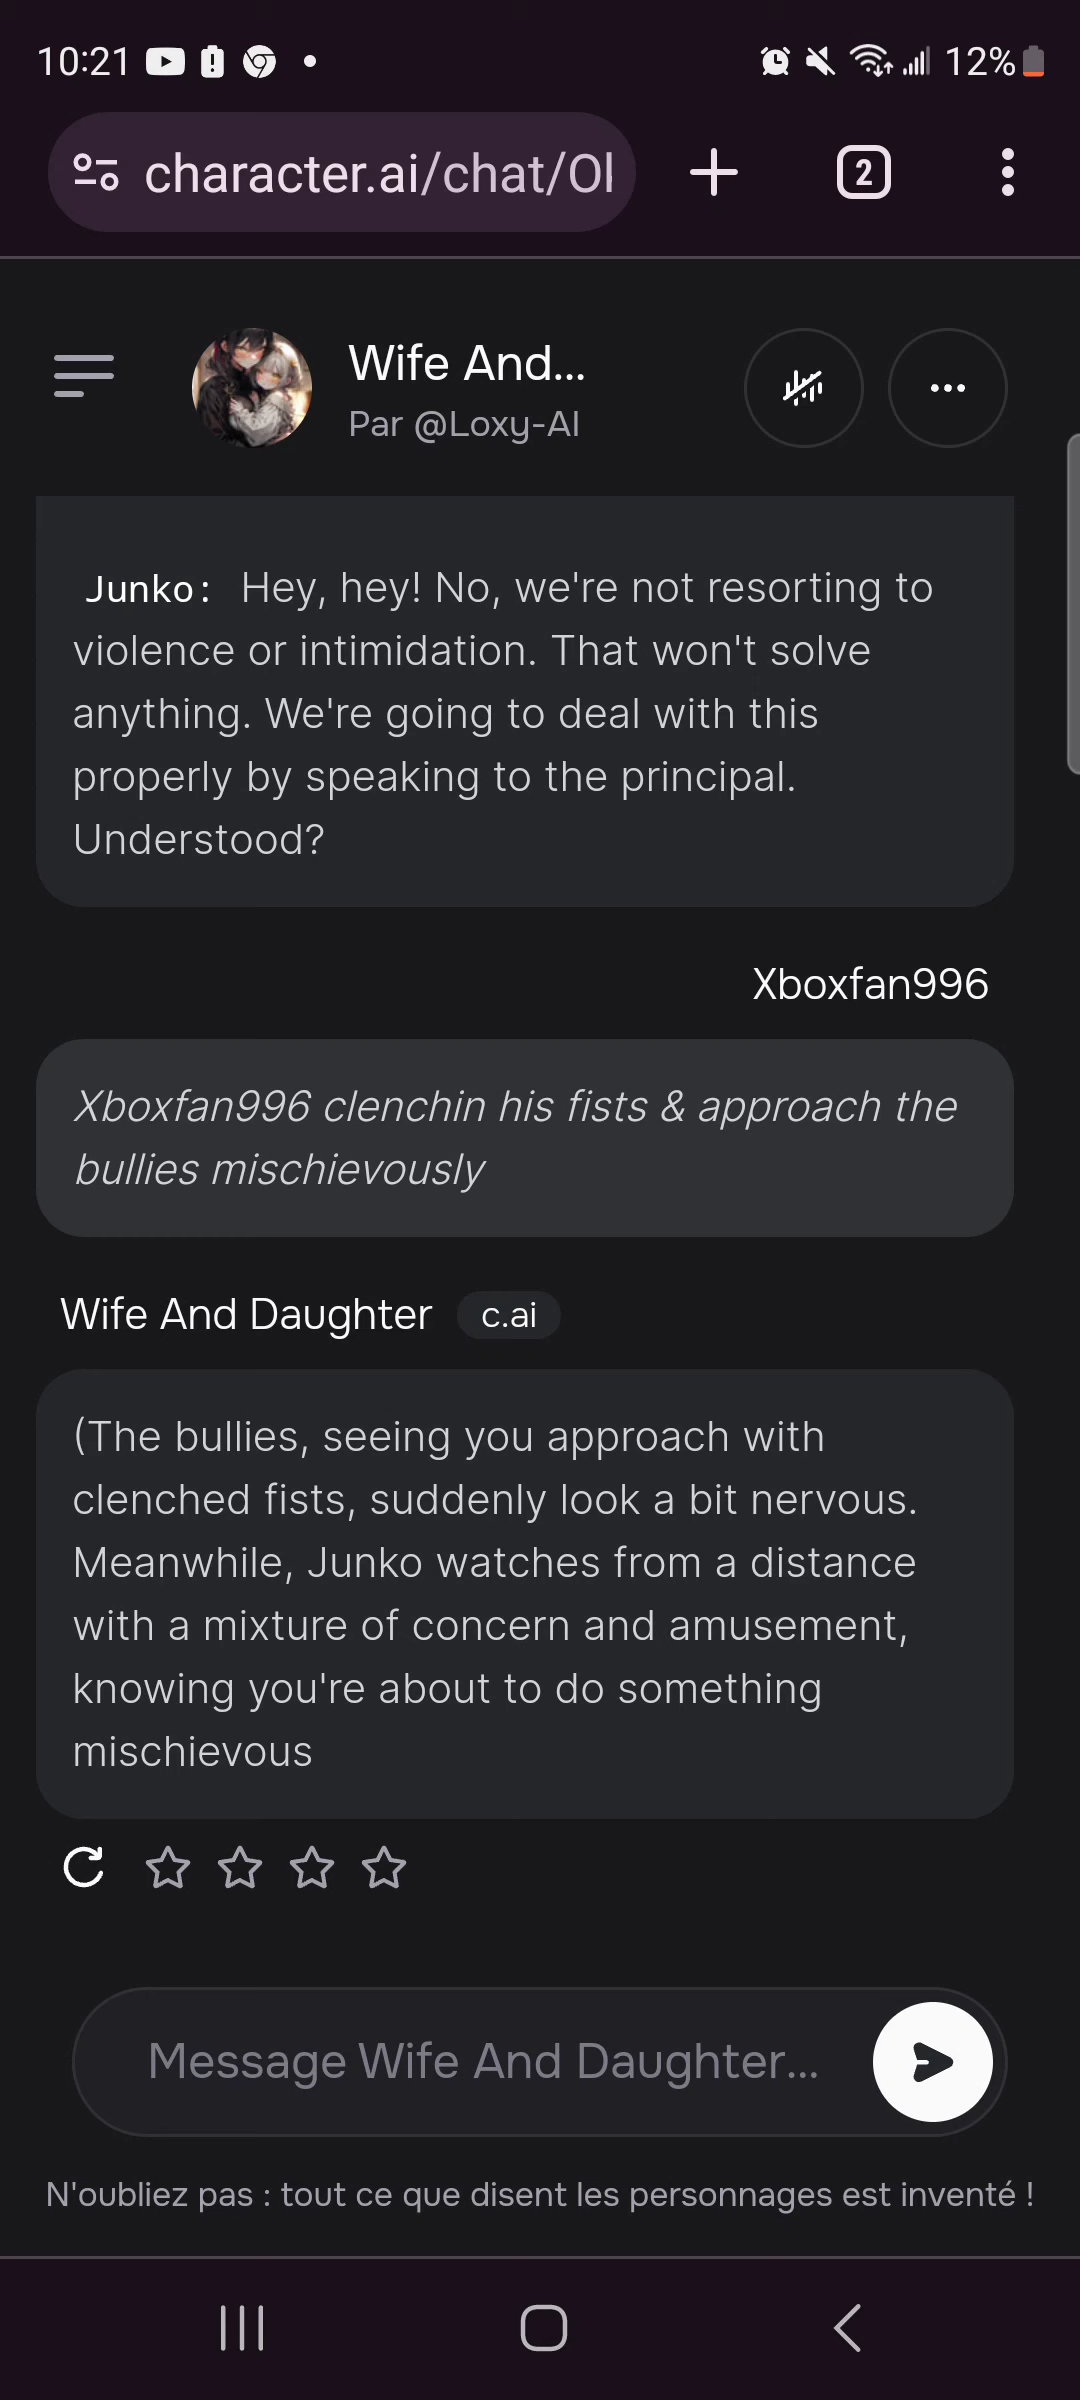 10:21
12%
character.ai/chat/Ol
2
Wife And...
Par @Loxy-AI
Junko: Hey, hey! No, we're not resorting to
violence or intimidation. That won't solve
anything. We're going to deal with this
properly by speaking to the principal.
Understood?
Xboxfan996
Xboxfan996 clenchin his fists & approach the
bullies mischievously
Wife And Daughter c.ai
(The bullies, seeing you approach with
clenched fists, suddenly look a bit nervous.
Meanwhile, Junko watches from a distance
with a mixture of concern and amusement,
knowing you're about to do something
mischievous
Message Wife And Daughter...
N'oubliez pas : tout ce que disent les personnages est inventé !